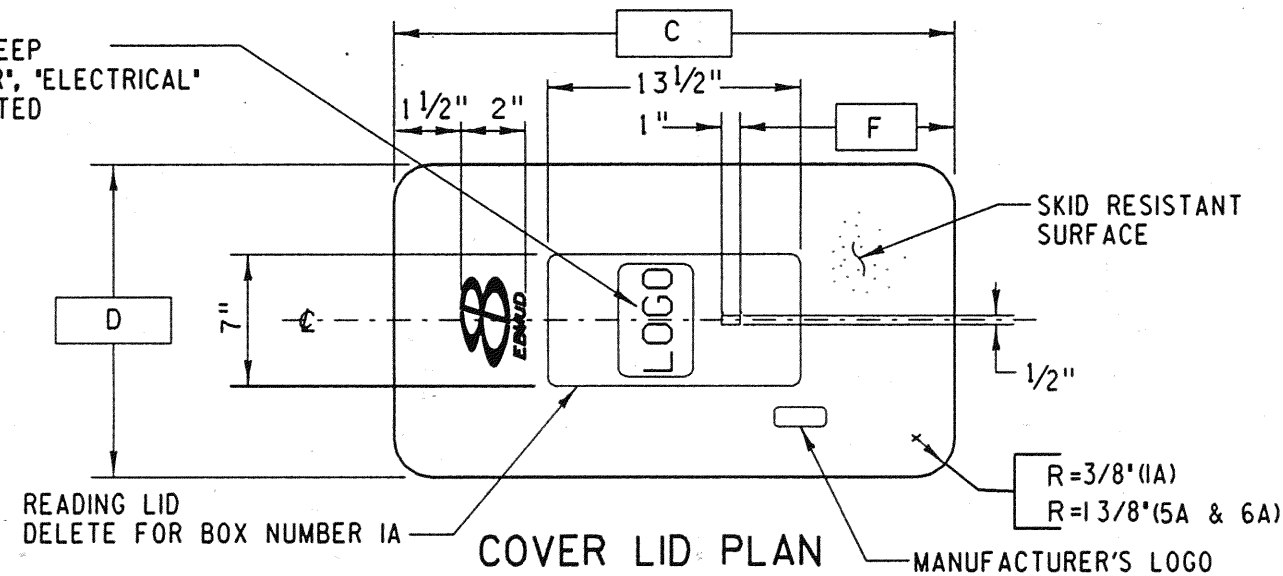 C
EEP
R", "ELECTRICAL"
TED
13 1/2"
1 1/2" 2"
1"
F
SKID RESISTANT
SURFACE
D
7"
℄
EBMUD
LOGO
1/2"
R=3/8"(1A)
R=1 3/8"(5A & 6A)
READING LID
DELETE FOR BOX NUMBER 1A
COVER LID PLAN
MANUFACTURER'S LOGO